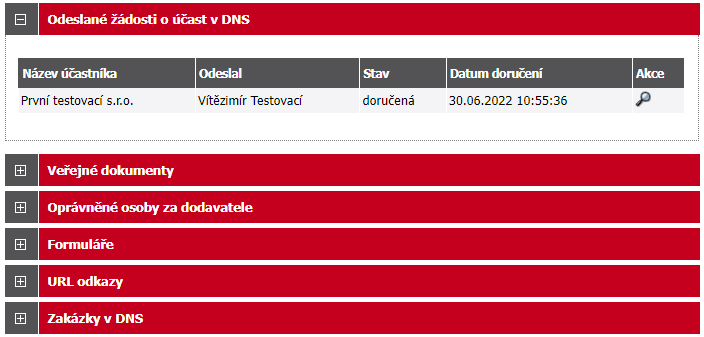 Odeslané žádosti o účast v DNS
Název účastníka Odeslal Stav Datum doručení Akce
První testovací s.r.o. Vítězimír Testovací doručená 30.06.2022 10:55:36
Veřejné dokumenty
Oprávněné osoby za dodavatele
Formuláře
URL odkazy
Zakázky v DNS